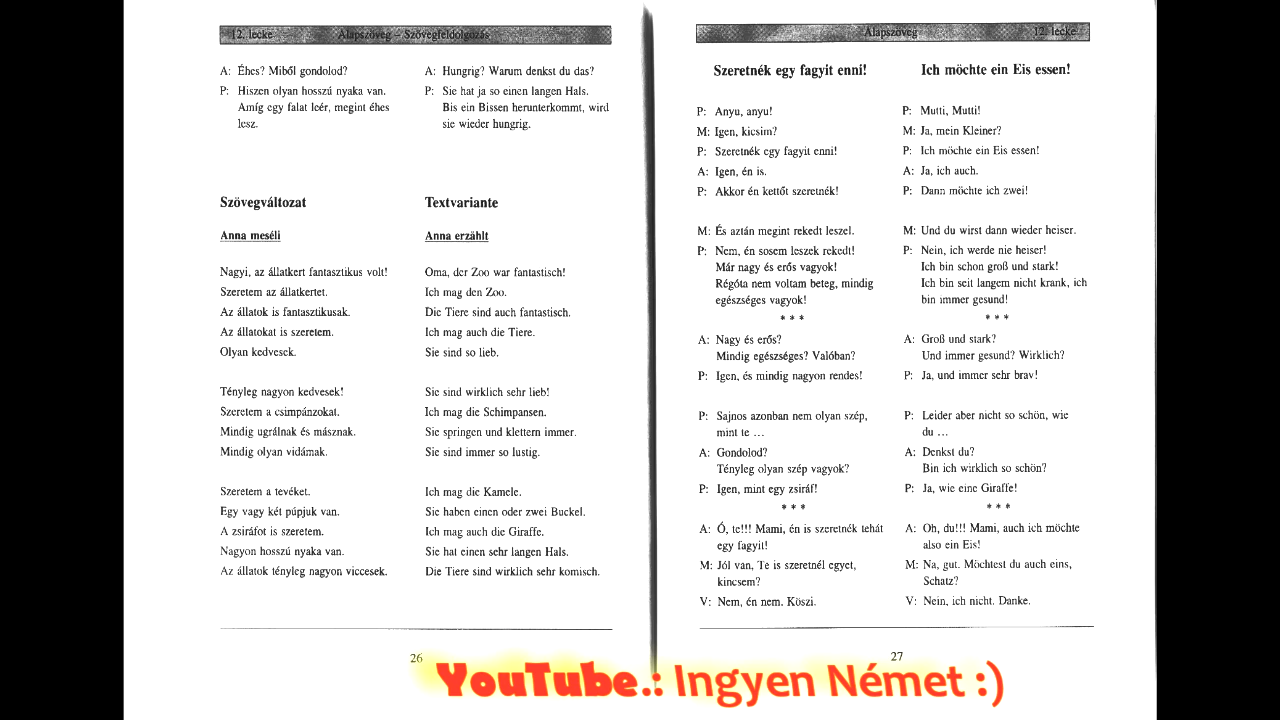 12. lecke Alapszöveg – Szövegfeldolgozás
A: Éhes? Miből gondolod?
P: Hiszen olyan hosszú nyaka van.
Amíg egy falat leér, megint éhes
lesz.
A: Hungrig? Warum denkst du das?
P: Sie hat ja so einen langen Hals.
Bis ein Bissen herunterkommt, wird
sie wieder hungrig.
Szövegváltozat
Anna meséli
Nagyi, az állatkert fantasztikus volt!
Szeretem az állatkertet.
Az állatok is fantasztikusak.
Az állatokat is szeretem.
Olyan kedvesek.
Tényleg nagyon kedvesek!
Szeretem a csimpánzokat.
Mindig ugrálnak és másznak.
Mindig olyan vidámak.
Szeretem a tevéket.
Egy vagy két púpjuk van.
A zsiráfot is szeretem.
Nagyon hosszú nyaka van.
Az állatok tényleg nagyon viccesek.
Textvariante
Anna erzählt
Oma, der Zoo war fantastisch!
Ich mag den Zoo.
Die Tiere sind auch fantastisch.
Ich mag auch die Tiere.
Sie sind so lieb.
Sie sind wirklich sehr lieb!
Ich mag die Schimpansen.
Sie springen und klettern immer.
Sie sind immer so lustig.
Ich mag die Kamele.
Sie haben einen oder zwei Buckel.
Ich mag auch die Giraffe.
Sie hat einen sehr langen Hals.
Die Tiere sind wirklich sehr komisch.
26
Alapszöveg 12. lecke
Szeretnék egy fagyit enni!
P: Anyu, anyu!
M: Igen, kicsim?
P: Szeretnék egy fagyit enni!
A: Igen, én is.
P: Akkor én kettőt szeretnék!
M: És aztán megint rekedt leszel.
P: Nem, én sosem leszek rekedt!
Már nagy és erős vagyok!
Régóta nem voltam beteg, mindig
egészséges vagyok!
* * *
A: Nagy és erős?
Mindig egészséges? Valóban?
P: Igen, és mindig nagyon rendes!
P: Sajnos azonban nem olyan szép,
mint te ...
A: Gondolod?
Tényleg olyan szép vagyok?
P: Igen, mint egy zsiráf!
* * *
A: Ó, te!!! Mami, én is szeretnék tehát
egy fagyit!
M: Jól van, Te is szeretnél egyet,
kincsem?
V: Nem, én nem. Köszi.
Ich möchte ein Eis essen!
P: Mutti, Mutti!
M: Ja, mein Kleiner?
P: Ich möchte ein Eis essen!
A: Ja, ich auch.
P: Dann möchte ich zwei!
M: Und du wirst dann wieder heiser.
P: Nein, ich werde nie heiser!
Ich bin schon groß und stark!
Ich bin seit langem nicht krank, ich
bin immer gesund!
* * *
A: Groß und stark?
Und immer gesund? Wirklich?
P: Ja, und immer sehr brav!
P: Leider aber nicht so schön, wie
du ...
A: Denkst du?
Bin ich wirklich so schön?
P: Ja, wie eine Giraffe!
* * *
A: Oh, du!!! Mami, auch ich möchte
also ein Eis!
M: Na, gut. Möchtest du auch eins,
Schatz?
V: Nein, ich nicht. Danke.
27
YouTube.: Ingyen Német :)